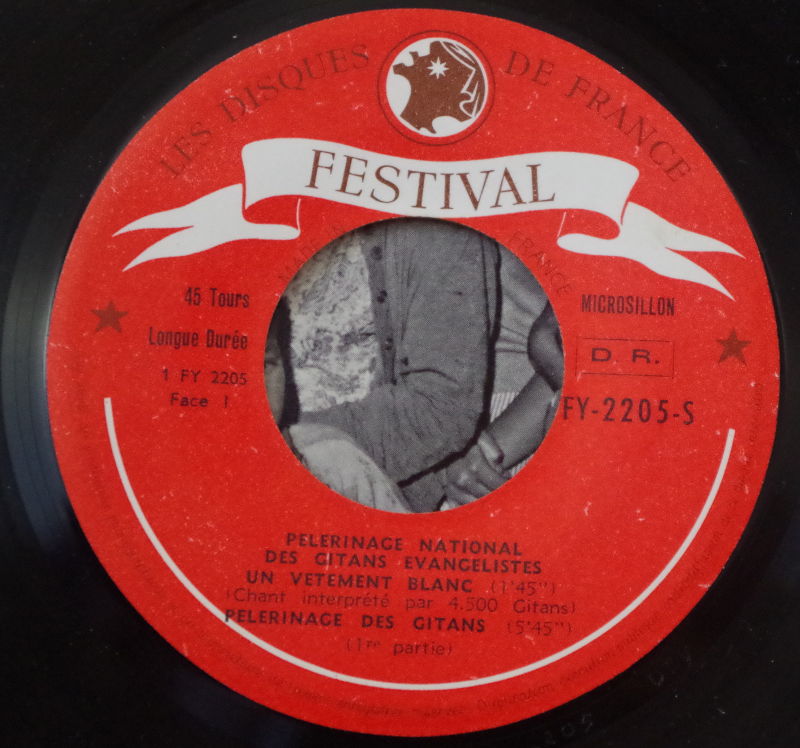 LES DISQUES DE FRANCE
FESTIVAL
FRANCE
45 Tours
Longue Durée
1 FY 2205
Face 1
MICROSILLON
D. R.
FY-2205-S
PELERINAGE NATIONAL
DES GITANS EVANGELISTES
UN VETEMENT BLANC (1'45")
(Chant interprété par 4.500 Gitans)
PELERINAGE DES GITANS (5'45")
(1re partie)